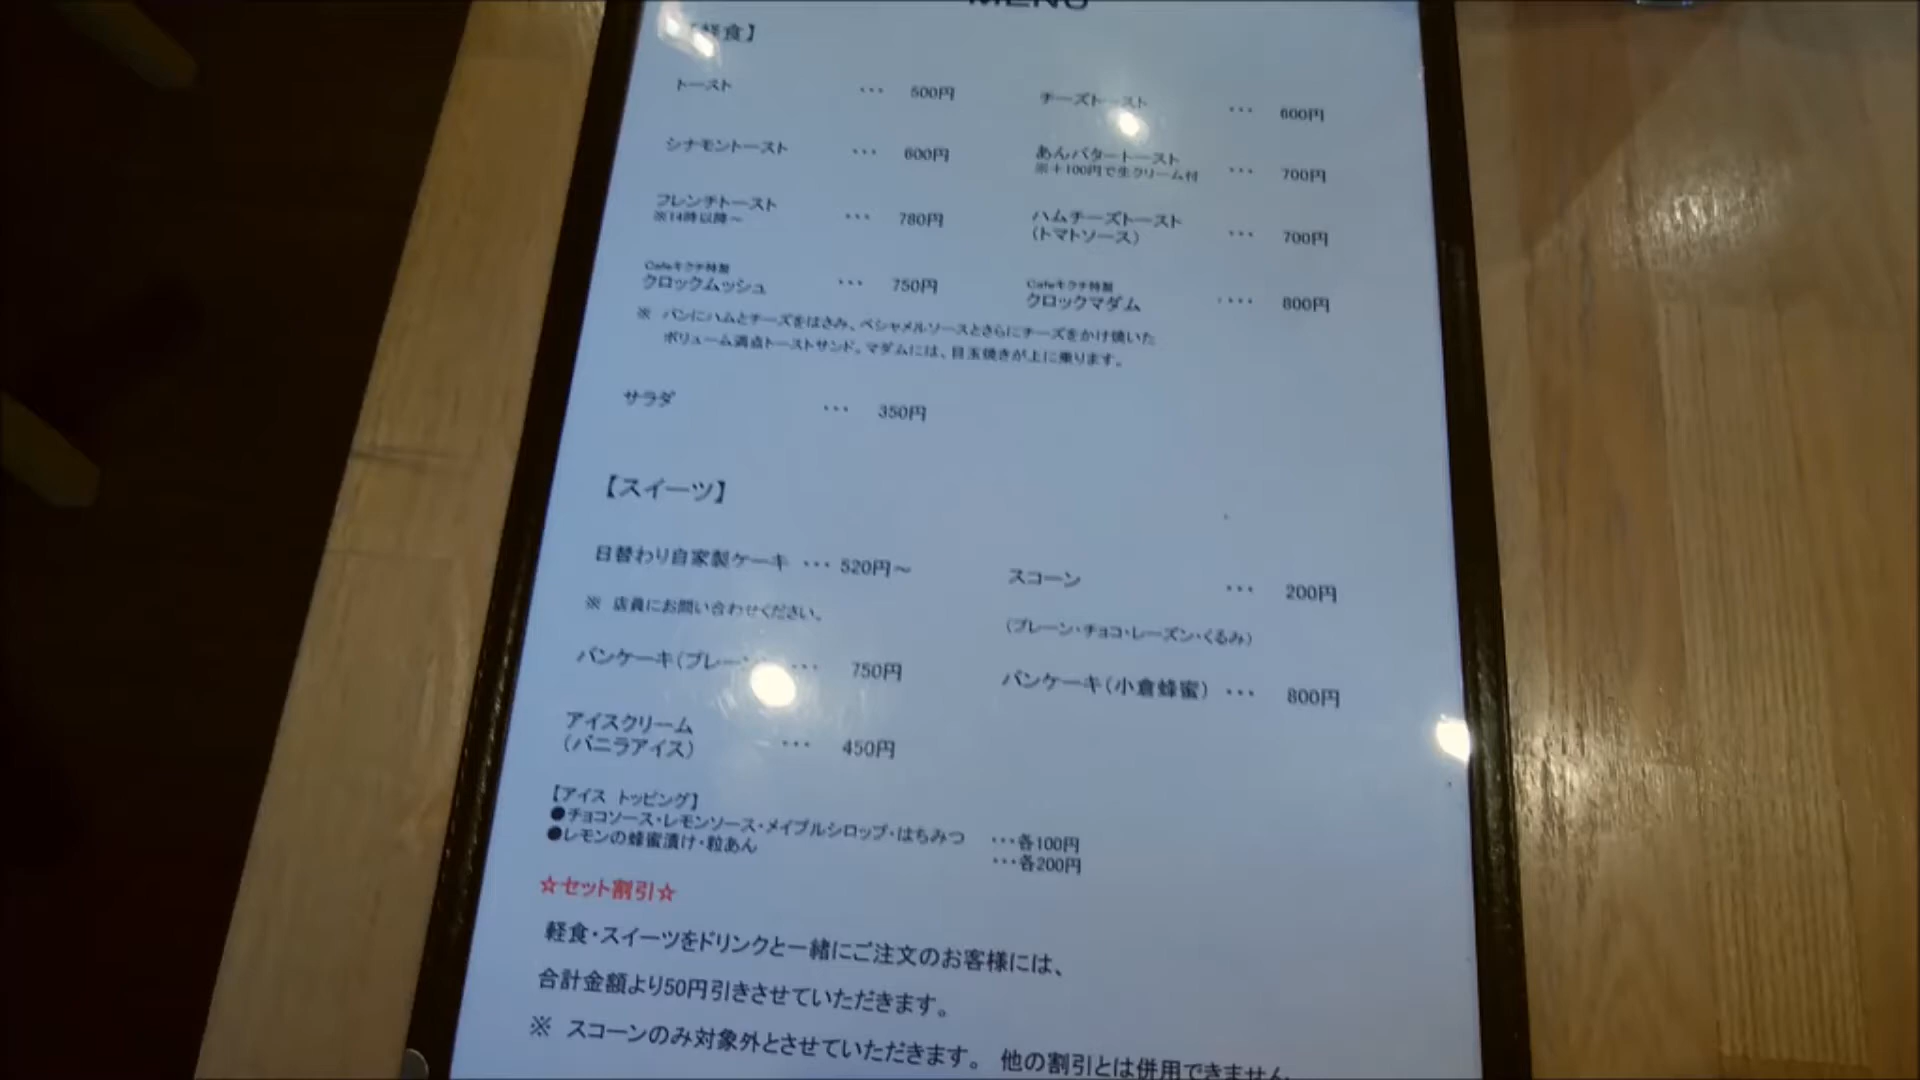 MENU
【軽食】
トースト ・・・ 500円 チーズトースト ・・・ 600円
シナモントースト ・・・ 600円 あんバタートースト ・・・ 700円
※＋100円で生クリーム付
フレンチトースト ・・・ 780円 ハムチーズトースト ・・・ 700円
※14時以降～ （トマトソース）
Cafeキクチ特製 Cafeキクチ特製
クロックムッシュ ・・・ 750円 クロックマダム ・・・・ 800円
※ パンにハムとチーズをはさみ、ベシャメルソースとさらにチーズをかけ焼いた
ボリューム満点トーストサンド。マダムには、目玉焼きが上に乗ります。
サラダ ・・・ 350円
【スイーツ】
日替わり自家製ケーキ ・・・ 520円～ スコーン ・・・ 200円
※ 店員にお問い合わせください。 （プレーン・チョコ・レーズン・くるみ）
パンケーキ（プレーン ・・・ 750円 パンケーキ（小倉蜂蜜） ・・・ 800円
アイスクリーム
（バニラアイス） ・・・ 450円
【アイス トッピング】
●チョコソース・レモンソース・メイプルシロップ・はちみつ ・・・各100円
●レモンの蜂蜜漬け・粒あん ・・・各200円
☆セット割引☆
軽食・スイーツをドリンクと一緒にご注文のお客様には、
合計金額より50円引きさせていただきます。
※ スコーンのみ対象外とさせていただきます。 他の割引とは併用できません